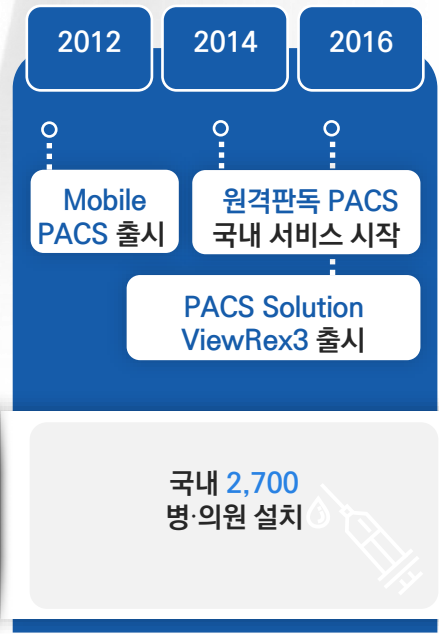 2012
2014
2016
Mobile
PACS 출시
원격판독 PACS
국내 서비스 시작
PACS Solution
ViewRex3 출시
국내 2,700
병·의원 설치